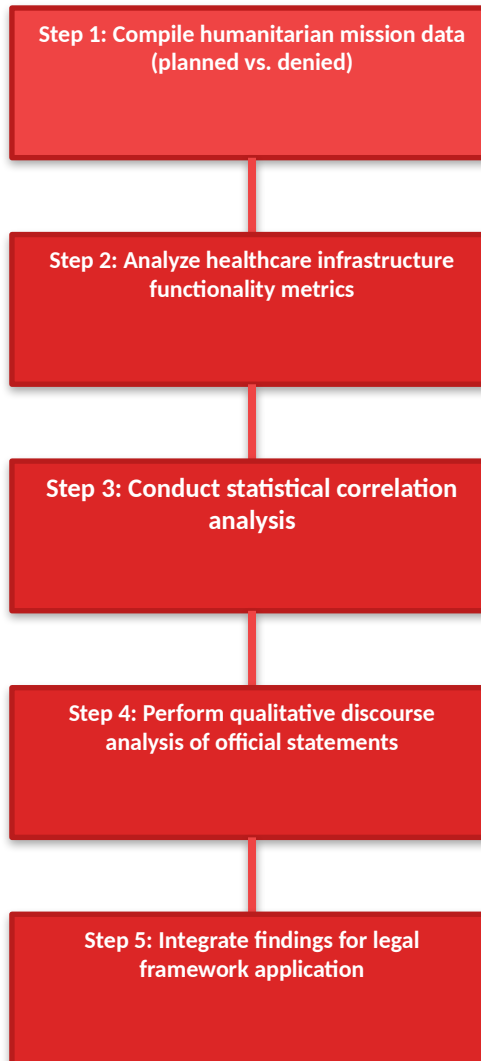 Step 1: Compile humanitarian mission data
(planned vs. denied)
Step 2: Analyze healthcare infrastructure
functionality metrics
Step 3: Conduct statistical correlation
analysis
Step 4: Perform qualitative discourse
analysis of official statements
Step 5: Integrate findings for legal
framework application